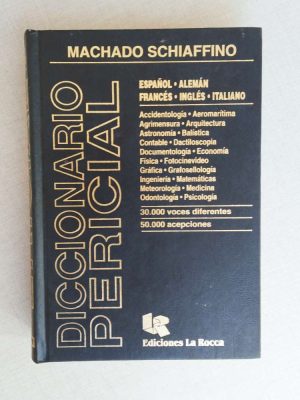 MACHADO SCHIAFFINO
DICCIONARIO
PERICIAL
ESPAÑOL • ALEMÁN
FRANCÉS • INGLÉS • ITALIANO
Accidentología • Aeromarítima
Agrimensura • Arquitectura
Astronomía • Balística
Contable • Dactiloscopía
Documentología • Economía
Física • Fotocinevideo
Gráfica • Grafosellología
Ingeniería • Matemáticas
Meteorología • Medicina
Odontología • Psicología
30.000 voces diferentes
50.000 acepciones
LR
Ediciones La Rocca